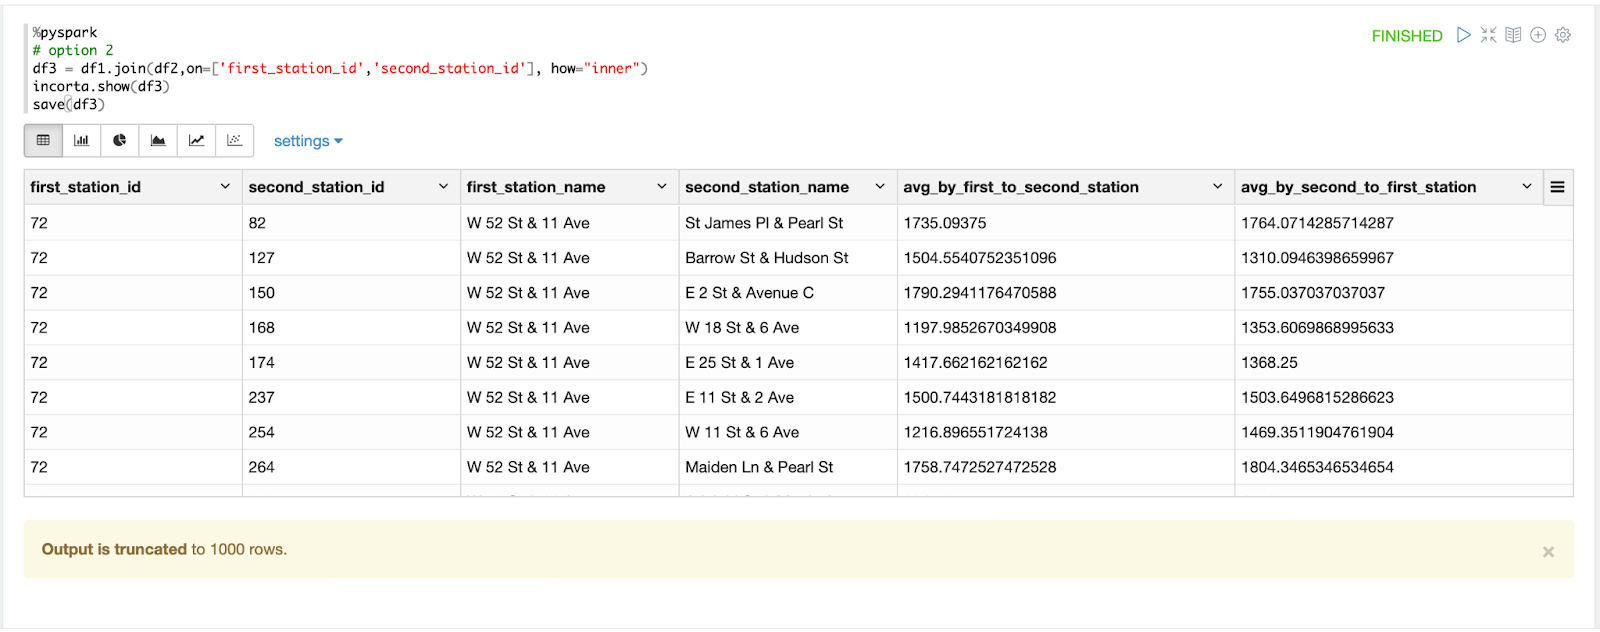 %pyspark
FINISHED
# option 2
df3 = df1.join(df2,on=['first_station_id','second_station_id'], how="inner")
incorta.show(df3)
save(df3)
settings
first_station_id second_station_id first_station_name second_station_name avg_by_first_to_second_station avg_by_second_to_first_station
72 82 W 52 St & 11 Ave St James Pl & Pearl St 1735.09375 1764.0714285714287
72 127 W 52 St & 11 Ave Barrow St & Hudson St 1504.5540752351096 1310.0946398659967
72 150 W 52 St & 11 Ave E 2 St & Avenue C 1790.2941176470588 1755.037037037037
72 168 W 52 St & 11 Ave W 18 St & 6 Ave 1197.9852670349908 1353.6069868995633
72 174 W 52 St & 11 Ave E 25 St & 1 Ave 1417.662162162162 1368.25
72 237 W 52 St & 11 Ave E 11 St & 2 Ave 1500.7443181818182 1503.6496815286623
72 254 W 52 St & 11 Ave W 11 St & 6 Ave 1216.896551724138 1469.3511904761904
72 264 W 52 St & 11 Ave Maiden Ln & Pearl St 1758.7472527472528 1804.3465346534654
Output is truncated to 1000 rows.